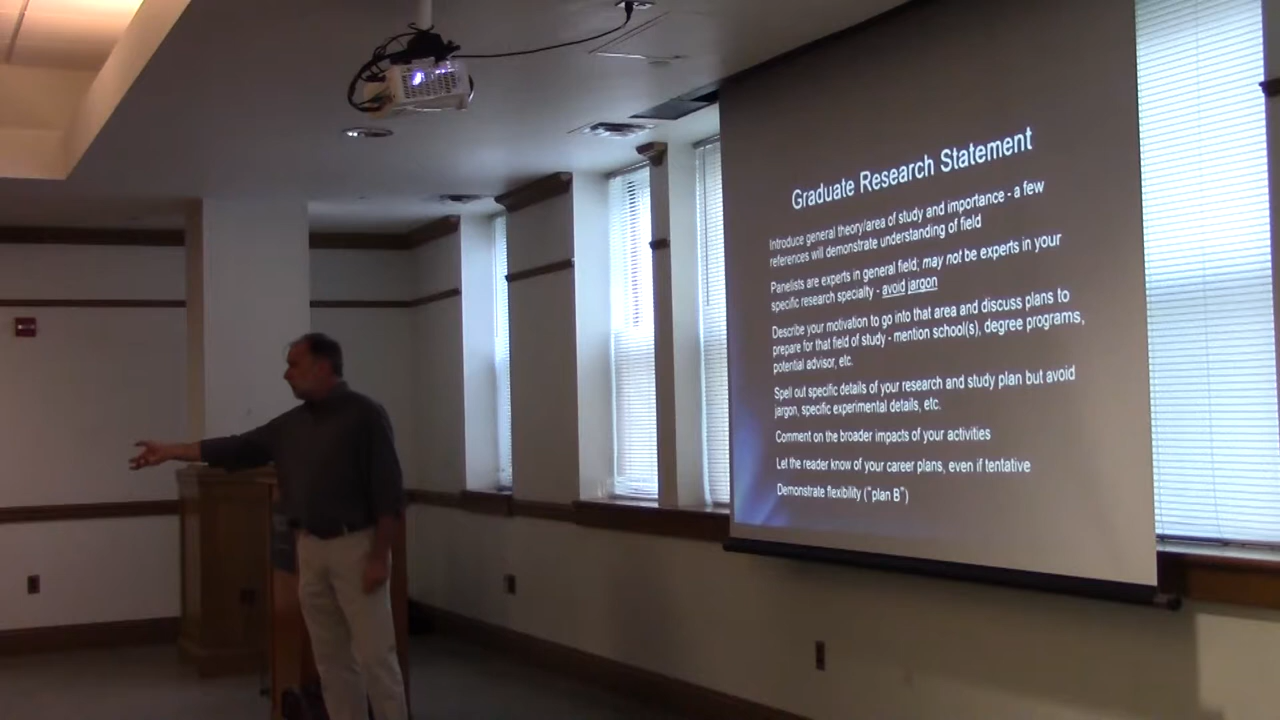 Graduate Research Statement
Introduce general theory/area of study and importance - a few
references will demonstrate understanding of field
Panelists are experts in general field; may not be experts in your
specific research specialty - avoid jargon
Describe your motivation to go into that area and discuss plans to
prepare for that field of study - mention school(s), degree programs,
potential advisor, etc.
Spell out specific details of your research and study plan but avoid
jargon, specific experimental details, etc.
Comment on the broader impacts of your activities
Let the reader know of your career plans, even if tentative
Demonstrate flexibility ("plan B")